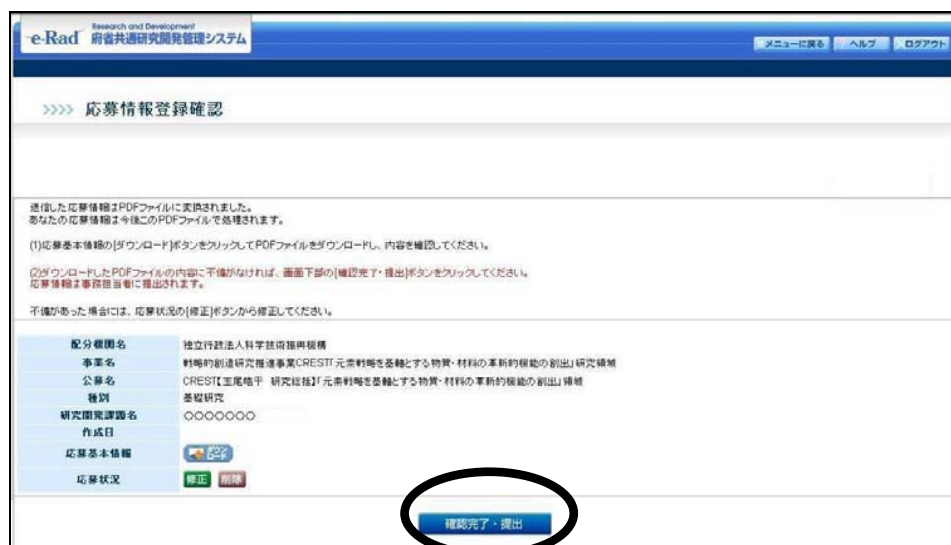 Research and Development
e-Rad 府省共通研究開発管理システム
メニューに戻る ヘルプ ログアウト
>>>> 応募情報登録確認
送信した応募情報はPDFファイルに変換されました。
あなたの応募情報は今後このPDFファイルで処理されます。
(1)応募基本情報の[ダウンロード]ボタンをクリックしてPDFファイルをダウンロードし、内容を確認してください。
(2)ダウンロードしたPDFファイルの内容に不備がなければ、画面下部の[確認完了・提出]ボタンをクリックしてください。
応募情報は事務担当者に提出されます。
不備があった場合には、応募状況の[修正]ボタンから修正してください。
配分機関名 独立行政法人科学技術振興機構
事業名 戦略的創造研究推進事業CREST「元素戦略を基軸とする物質・材料の革新的機能の創出」研究領域
公募名 CREST【玉尾皓平 研究総括】「元素戦略を基軸とする物質・材料の革新的機能の創出」領域
種別 基礎研究
研究開発課題名 ○○○○○○○
作成日
応募基本情報 ダウンロード
応募状況 修正 削除
確認完了・提出